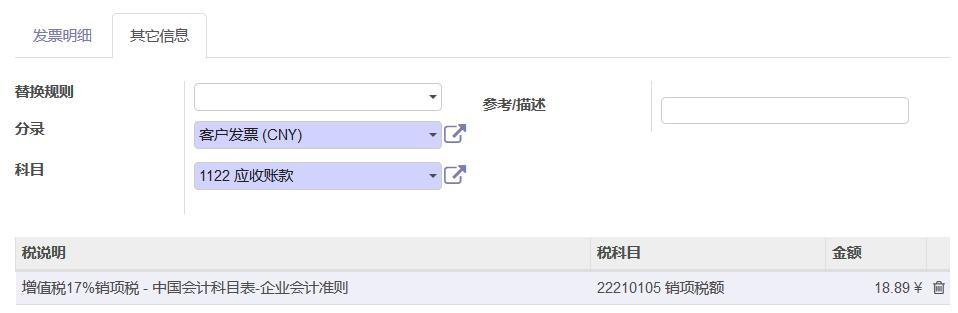 发票明细 其它信息
替换规则
参考/描述
分录 客户发票 (CNY)
科目 1122 应收账款
税说明 税科目 金额
增值税17%销项税 - 中国会计科目表-企业会计准则 22210105 销项税额 18.89 ¥